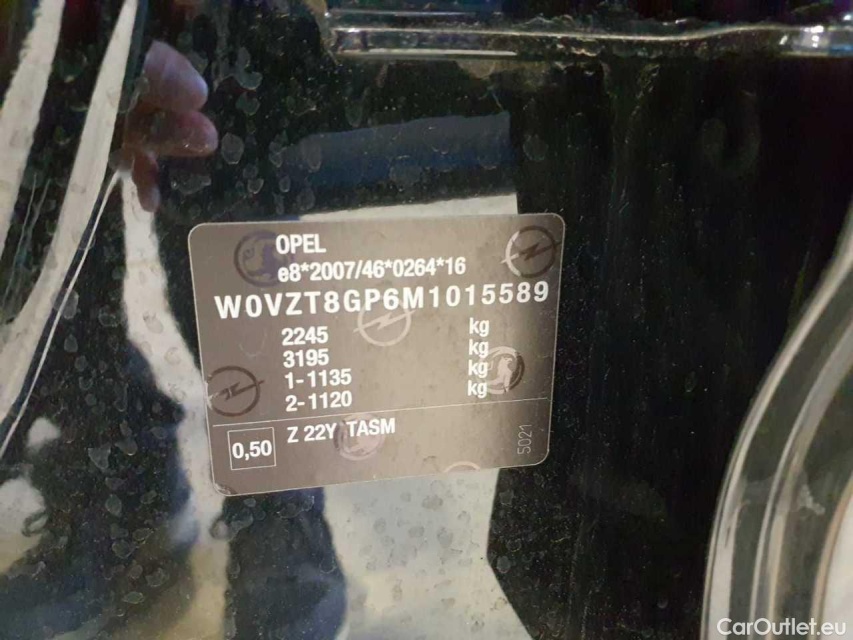 OPEL
e8*2007/46*0264*16
W0VZT8GP6M1015589
2245 kg
3195 kg
1-1135 kg
2-1120 kg
0,50
Z 22Y TASM
5021
CarOutlet.eu